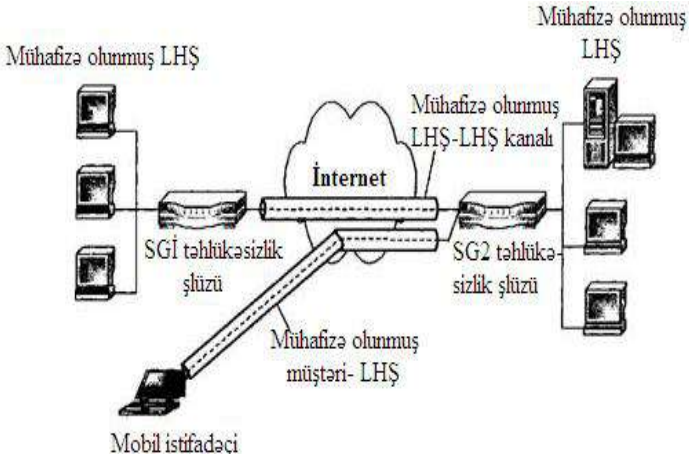 Mühafizə olunmuş LHŞ
Mühafizə olunmuş
LHŞ
Mühafizə olunmuş
LHŞ-LHŞ kanalı
İnternet
SGİ təhlükəsizlik
şlüzü
SG2 təhlükə-
sizlik şlüzü
Mühafizə olunmuş
müştəri- LHŞ
Mobil istifadəçi